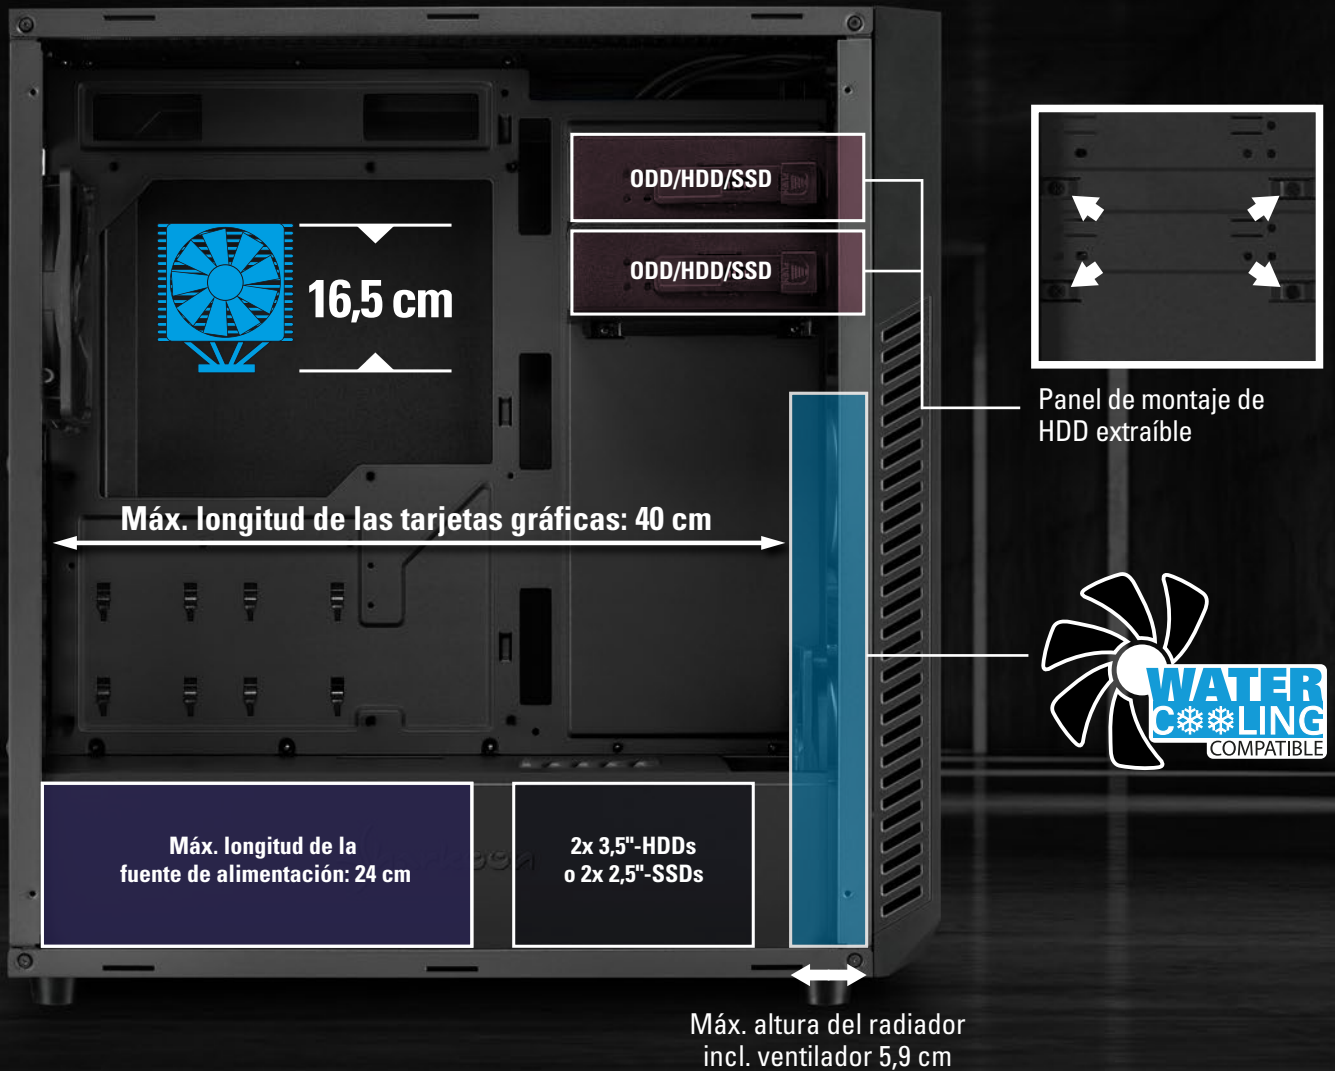 ODD/HDD/SSD
ODD/HDD/SSD
16,5 cm
Panel de montaje de
HDD extraíble
Máx. longitud de las tarjetas gráficas: 40 cm
WATER
COOLING
COMPATIBLE
Máx. longitud de la
fuente de alimentación: 24 cm
2x 3,5"-HDDs
o 2x 2,5"-SSDs
Máx. altura del radiador
incl. ventilador 5,9 cm